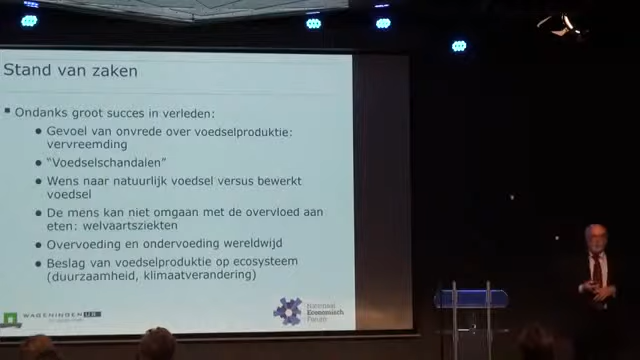 Stand van zaken
Ondanks groot succes in verleden:
Gevoel van onvrede over voedselproduktie:
vervreemding
"Voedselschandalen"
Wens naar natuurlijk voedsel versus bewerkt
voedsel
De mens kan niet omgaan met de overvloed aan
eten: welvaartsziekten
Overvoeding en ondervoeding wereldwijd
Beslag van voedselproduktie op ecosysteem
(duurzaamheid, klimaatverandering)
WAGENINGEN UR
Nationaal
Economisch
Forum